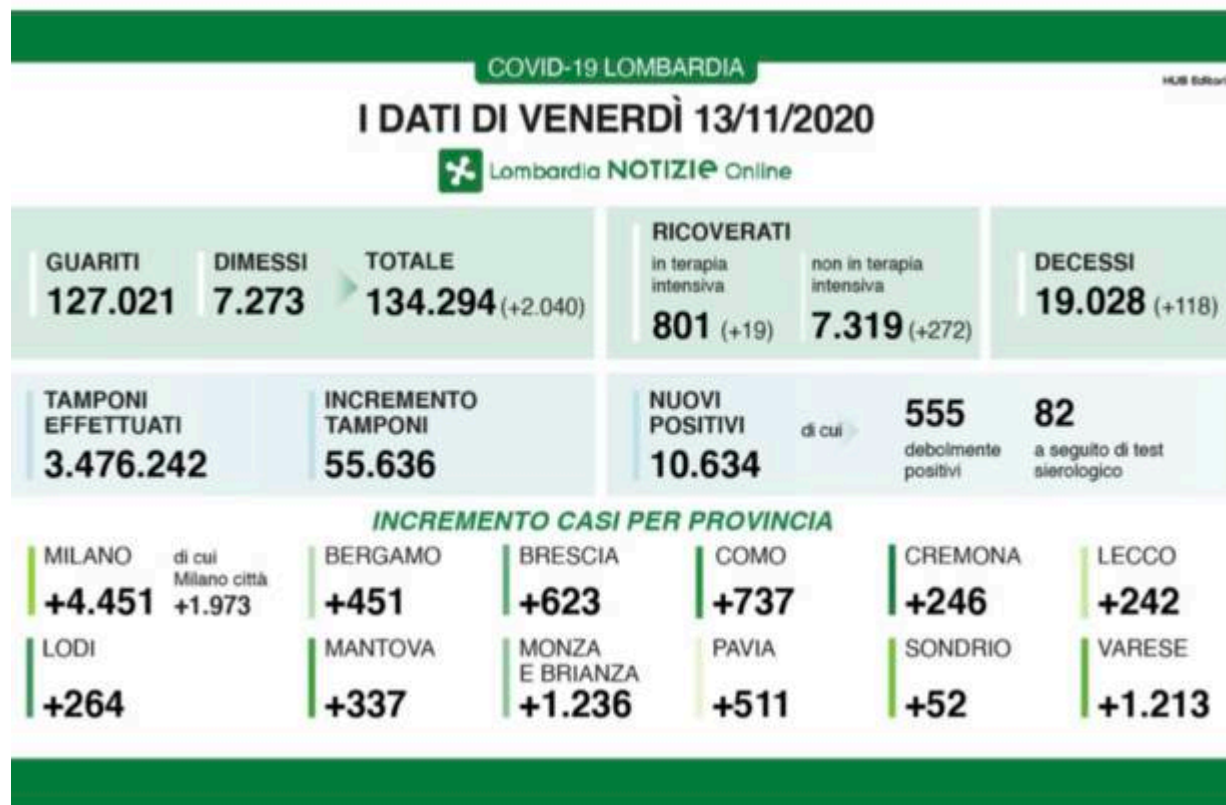 COVID-19 LOMBARDIA
HUB Editori
I DATI DI VENERDÌ 13/11/2020
Lombardia NOTIZIE Online
GUARITI
127.021
DIMESSI
7.273
TOTALE
134.294 (+2.040)
RICOVERATI
in terapia
intensiva
801 (+19)
non in terapia
intensiva
7.319 (+272)
DECESSI
19.028 (+118)
TAMPONI
EFFETTUATI
3.476.242
INCREMENTO
TAMPONI
55.636
NUOVI
POSITIVI
10.634
di cui
555
debolmente
positivi
82
a seguito di test
sierologico
INCREMENTO CASI PER PROVINCIA
MILANO
+4.451
di cui
Milano città
+1.973
BERGAMO
+451
BRESCIA
+623
COMO
+737
CREMONA
+246
LECCO
+242
LODI
+264
MANTOVA
+337
MONZA
E BRIANZA
+1.236
PAVIA
+511
SONDRIO
+52
VARESE
+1.213